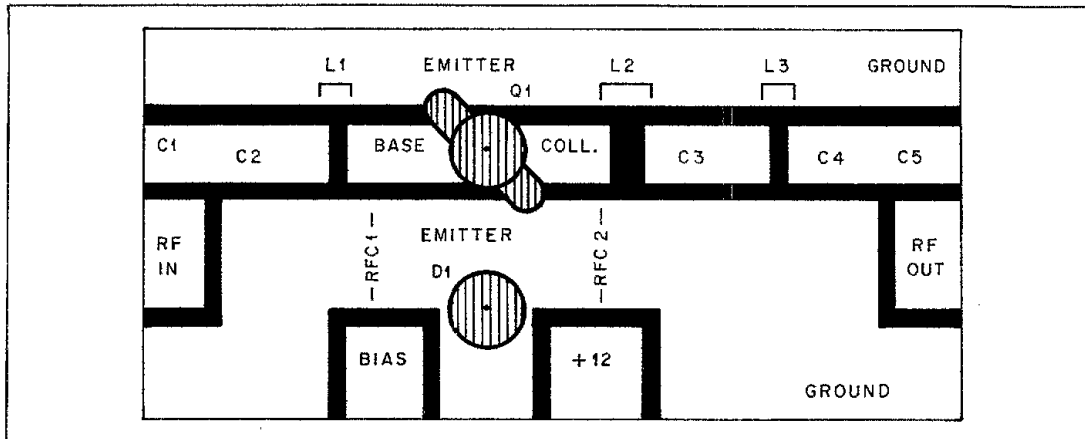 L1 EMITTER L2 L3 GROUND
Q1
C1 C2 BASE COLL. C3 C4 C5
RF IN
RFC1
EMITTER
RFC2
RF OUT
D1
BIAS
+12
GROUND